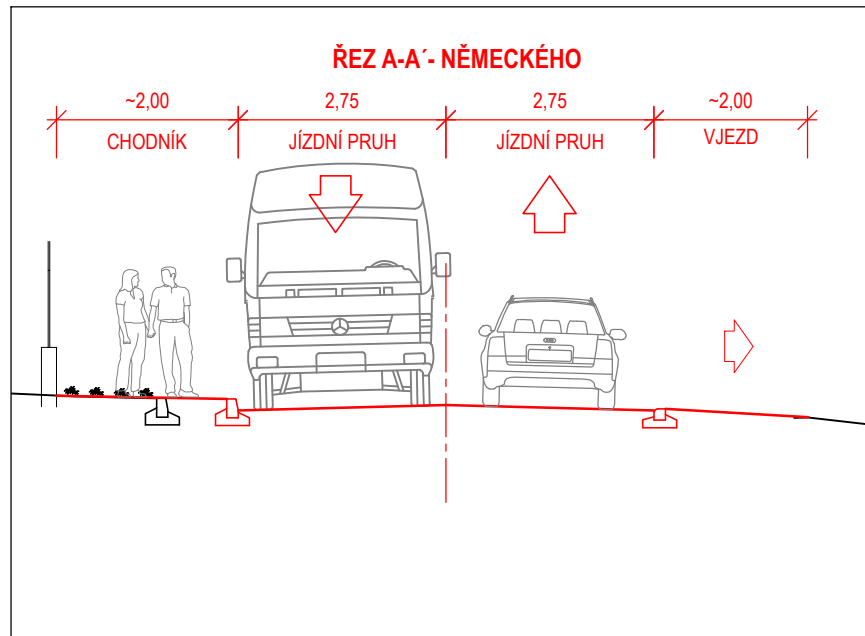 ŘEZ A-A´- NĚMECKÉHO
~2,00 2,75 2,75 ~2,00
CHODNÍK JÍZDNÍ PRUH JÍZDNÍ PRUH VJEZD